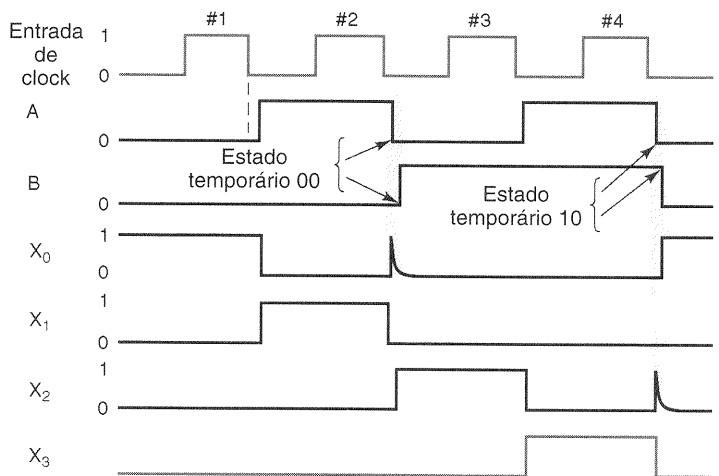 #1 #2 #3 #4
Entrada
de
clock
1
0
A
0
Estado
temporário 00
B
0
Estado
temporário 10
X0
1
0
X1
1
0
X2
1
0
X3